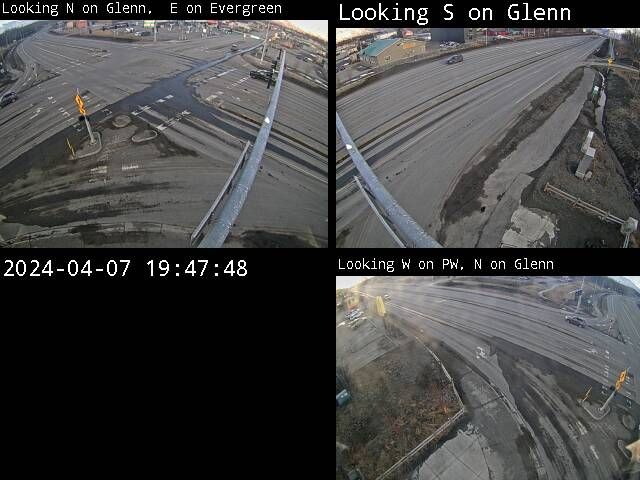 Looking N on Glenn,  E on Evergreen
Looking S on Glenn
2024-04-07 19:47:48
Looking W on PW, N on Glenn